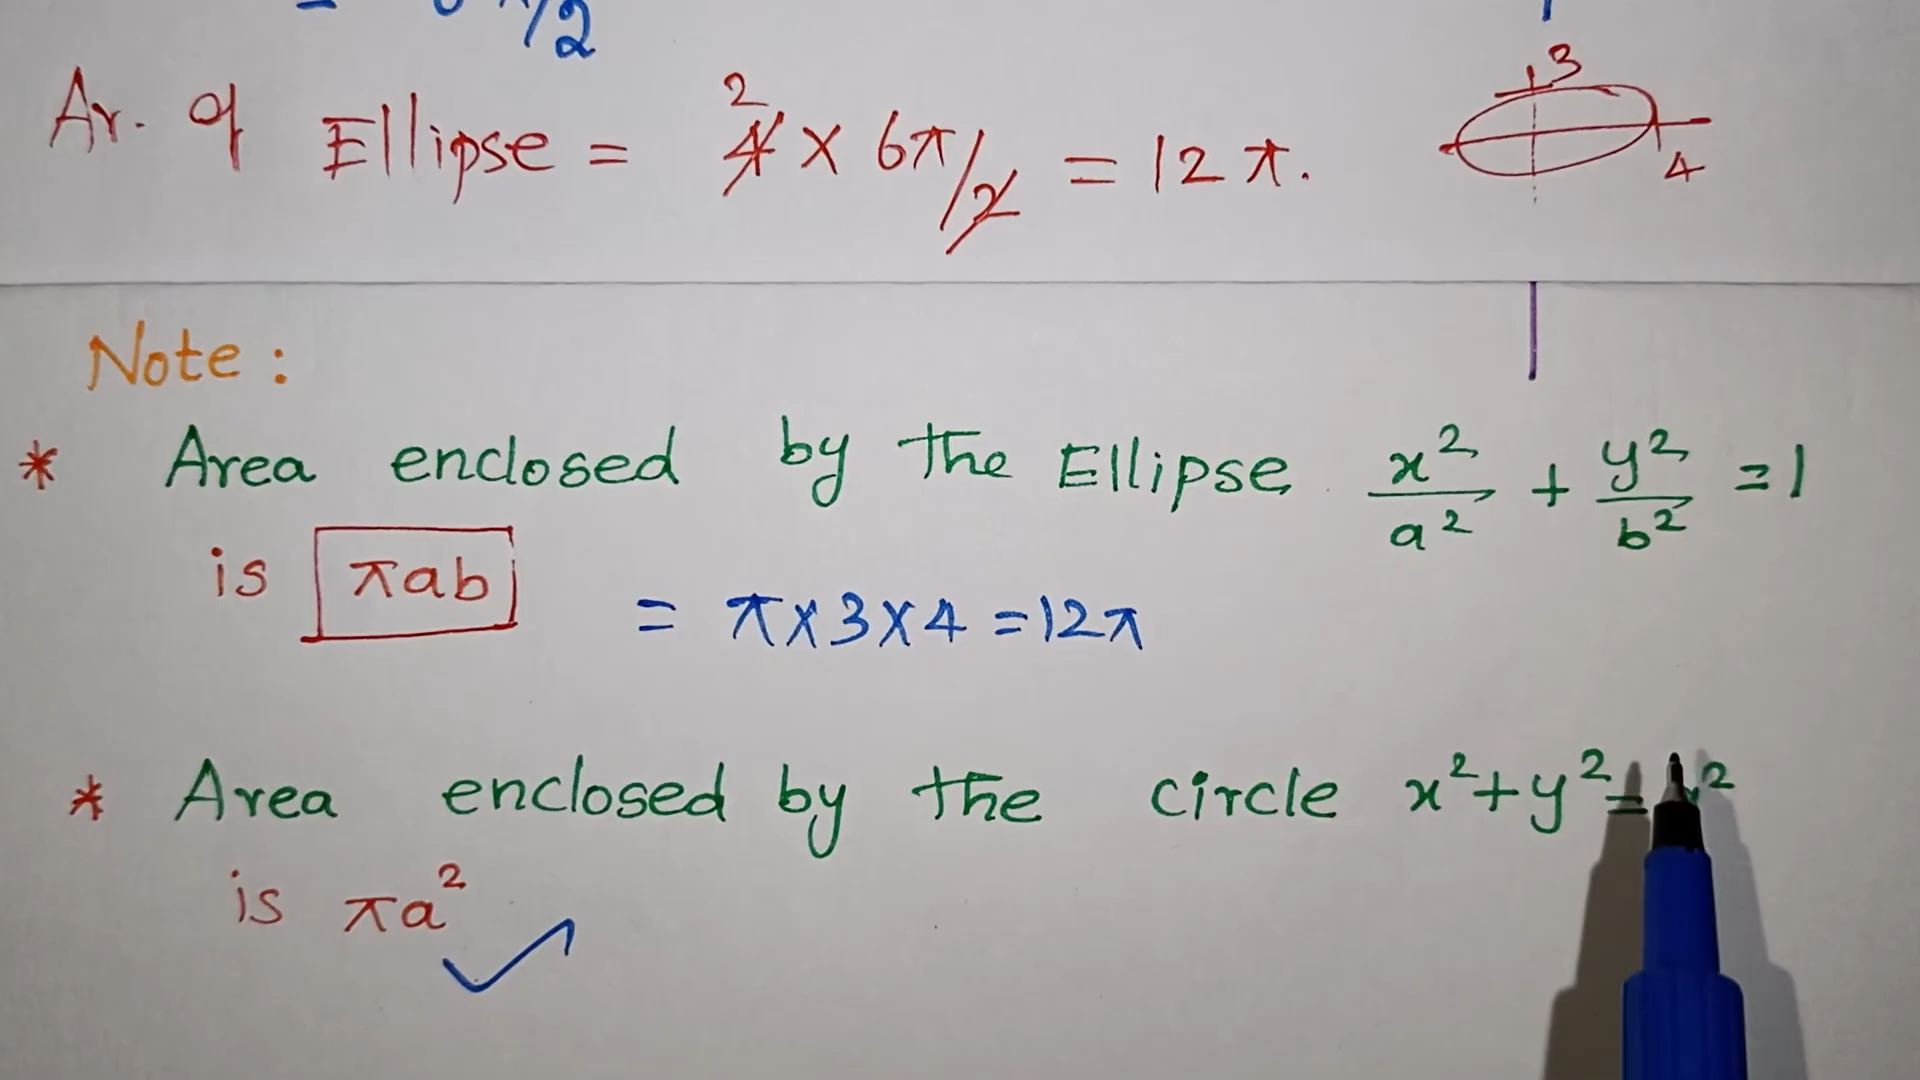 Ar. of Ellipse = 4 × 6π/2 = 12π.
2
3
4
Note :
* Area enclosed by the Ellipse x²/a² + y²/b² = 1
is πab = π×3×4 = 12π
* Area enclosed by the circle x²+y²=
is πa²